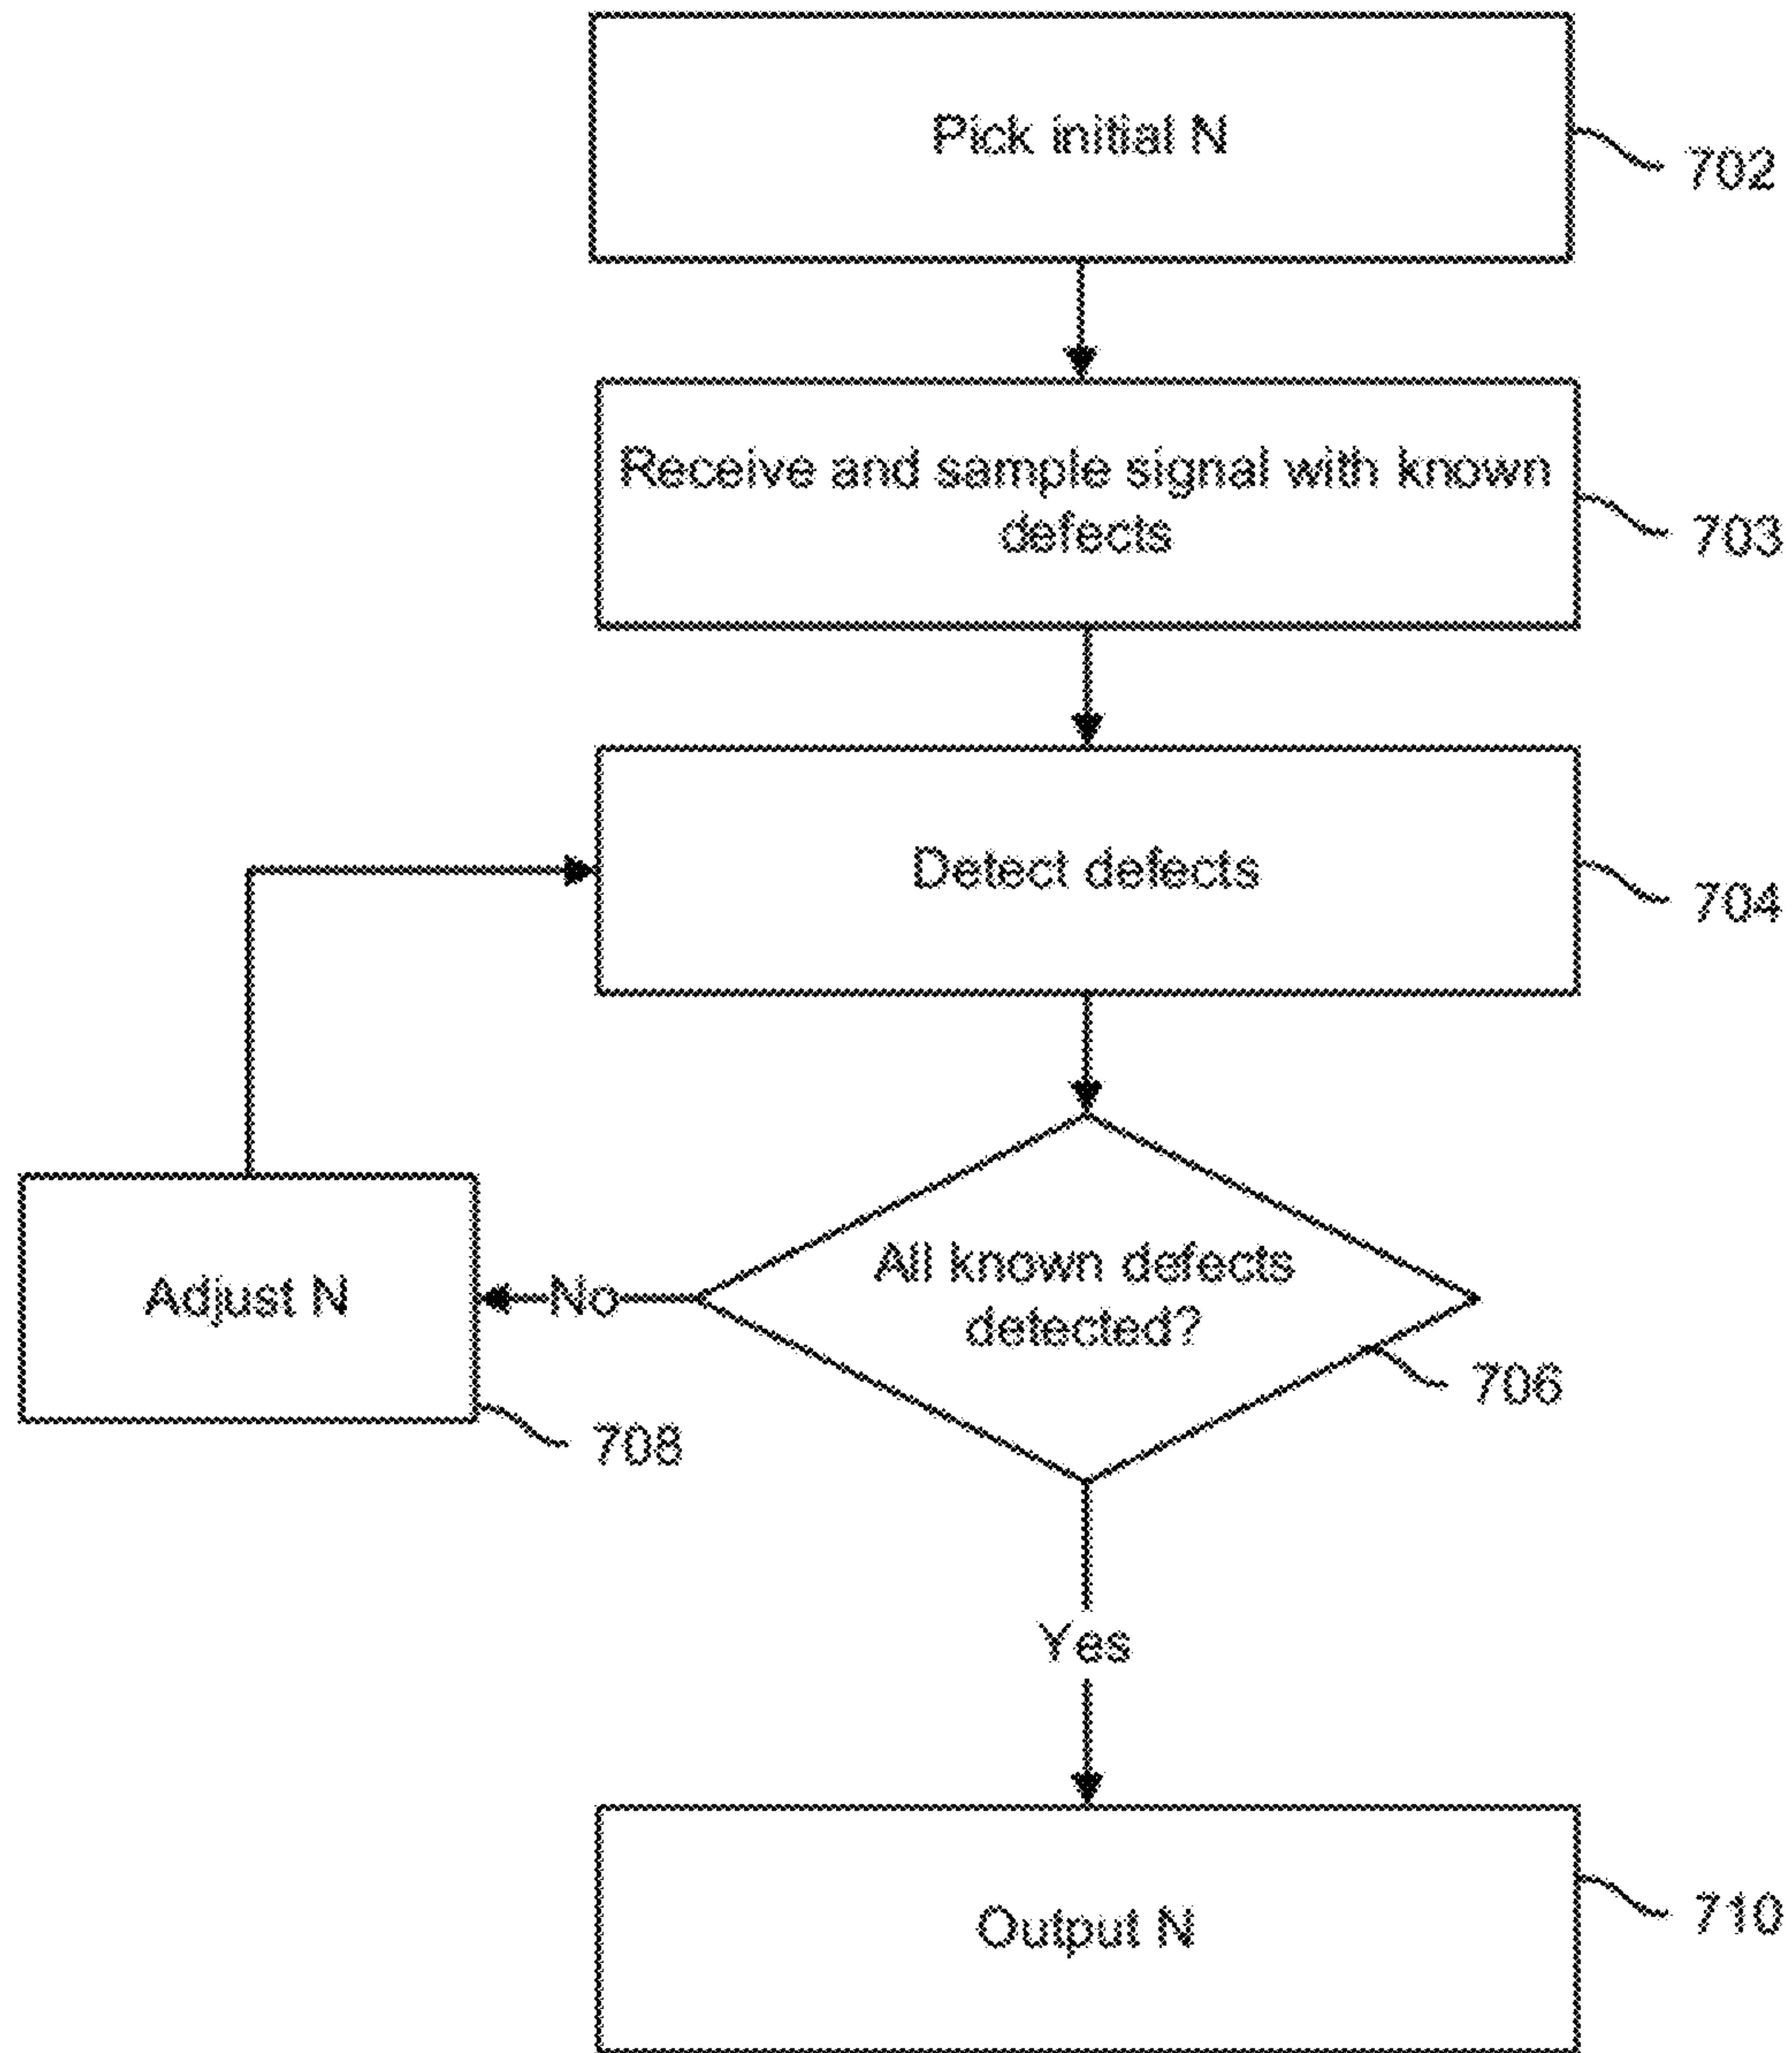 Pick initial N
702
Receive and sample signal with known
defects
703
Detect defects
704
All known defects
detected?
706
No
Adjust N
708
Yes
Output N
710